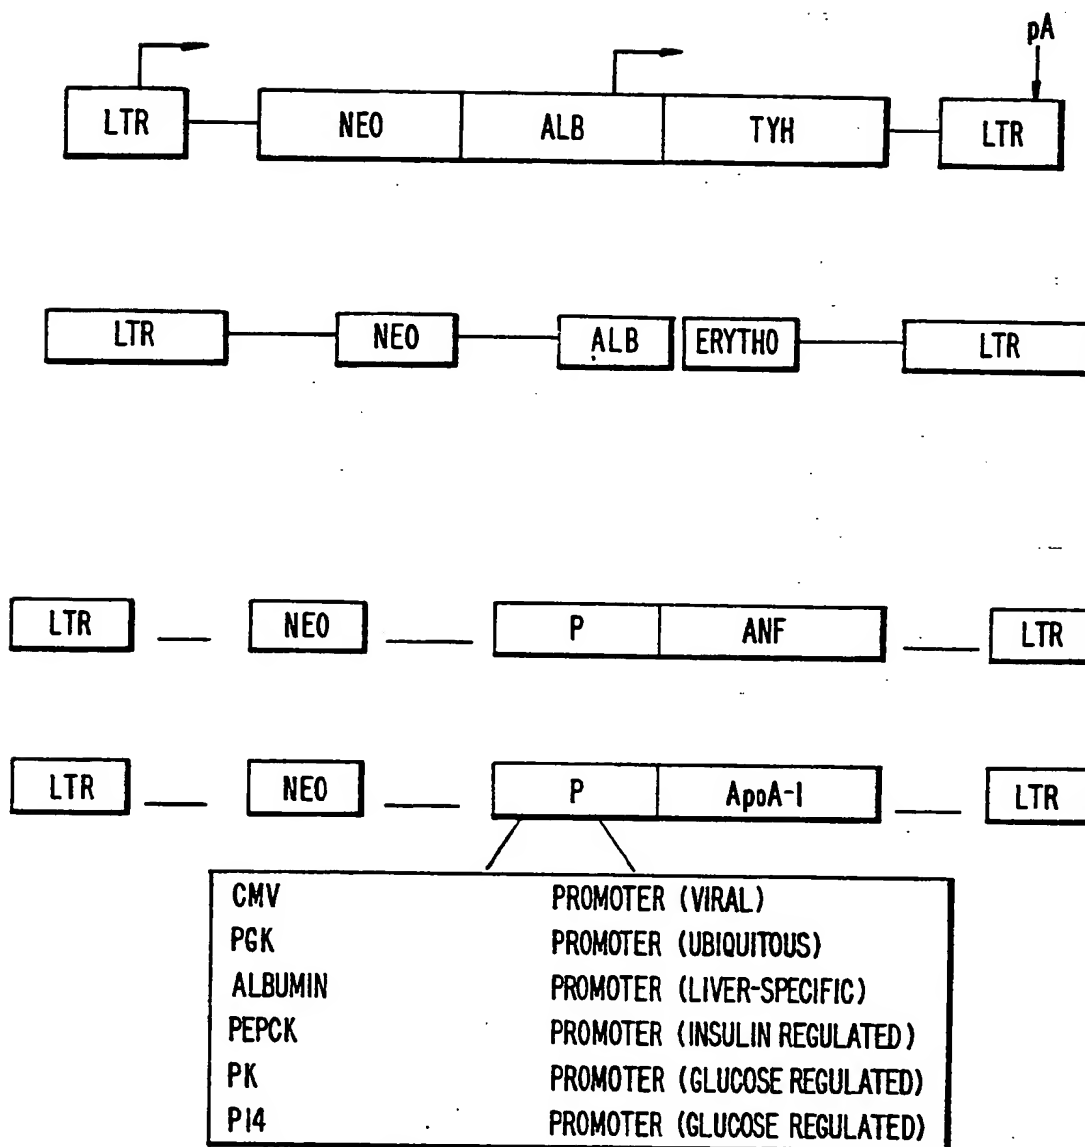 pA
LTR NEO ALB TYH LTR
LTR NEO ALB ERYTHO LTR
LTR NEO P ANF LTR
LTR NEO P ApoA-I LTR
CMV PROMOTER (VIRAL)
PGK PROMOTER (UBIQUITOUS)
ALBUMIN PROMOTER (LIVER-SPECIFIC)
PEPCK PROMOTER (INSULIN REGULATED)
PK PROMOTER (GLUCOSE REGULATED)
PI4 PROMOTER (GLUCOSE REGULATED)